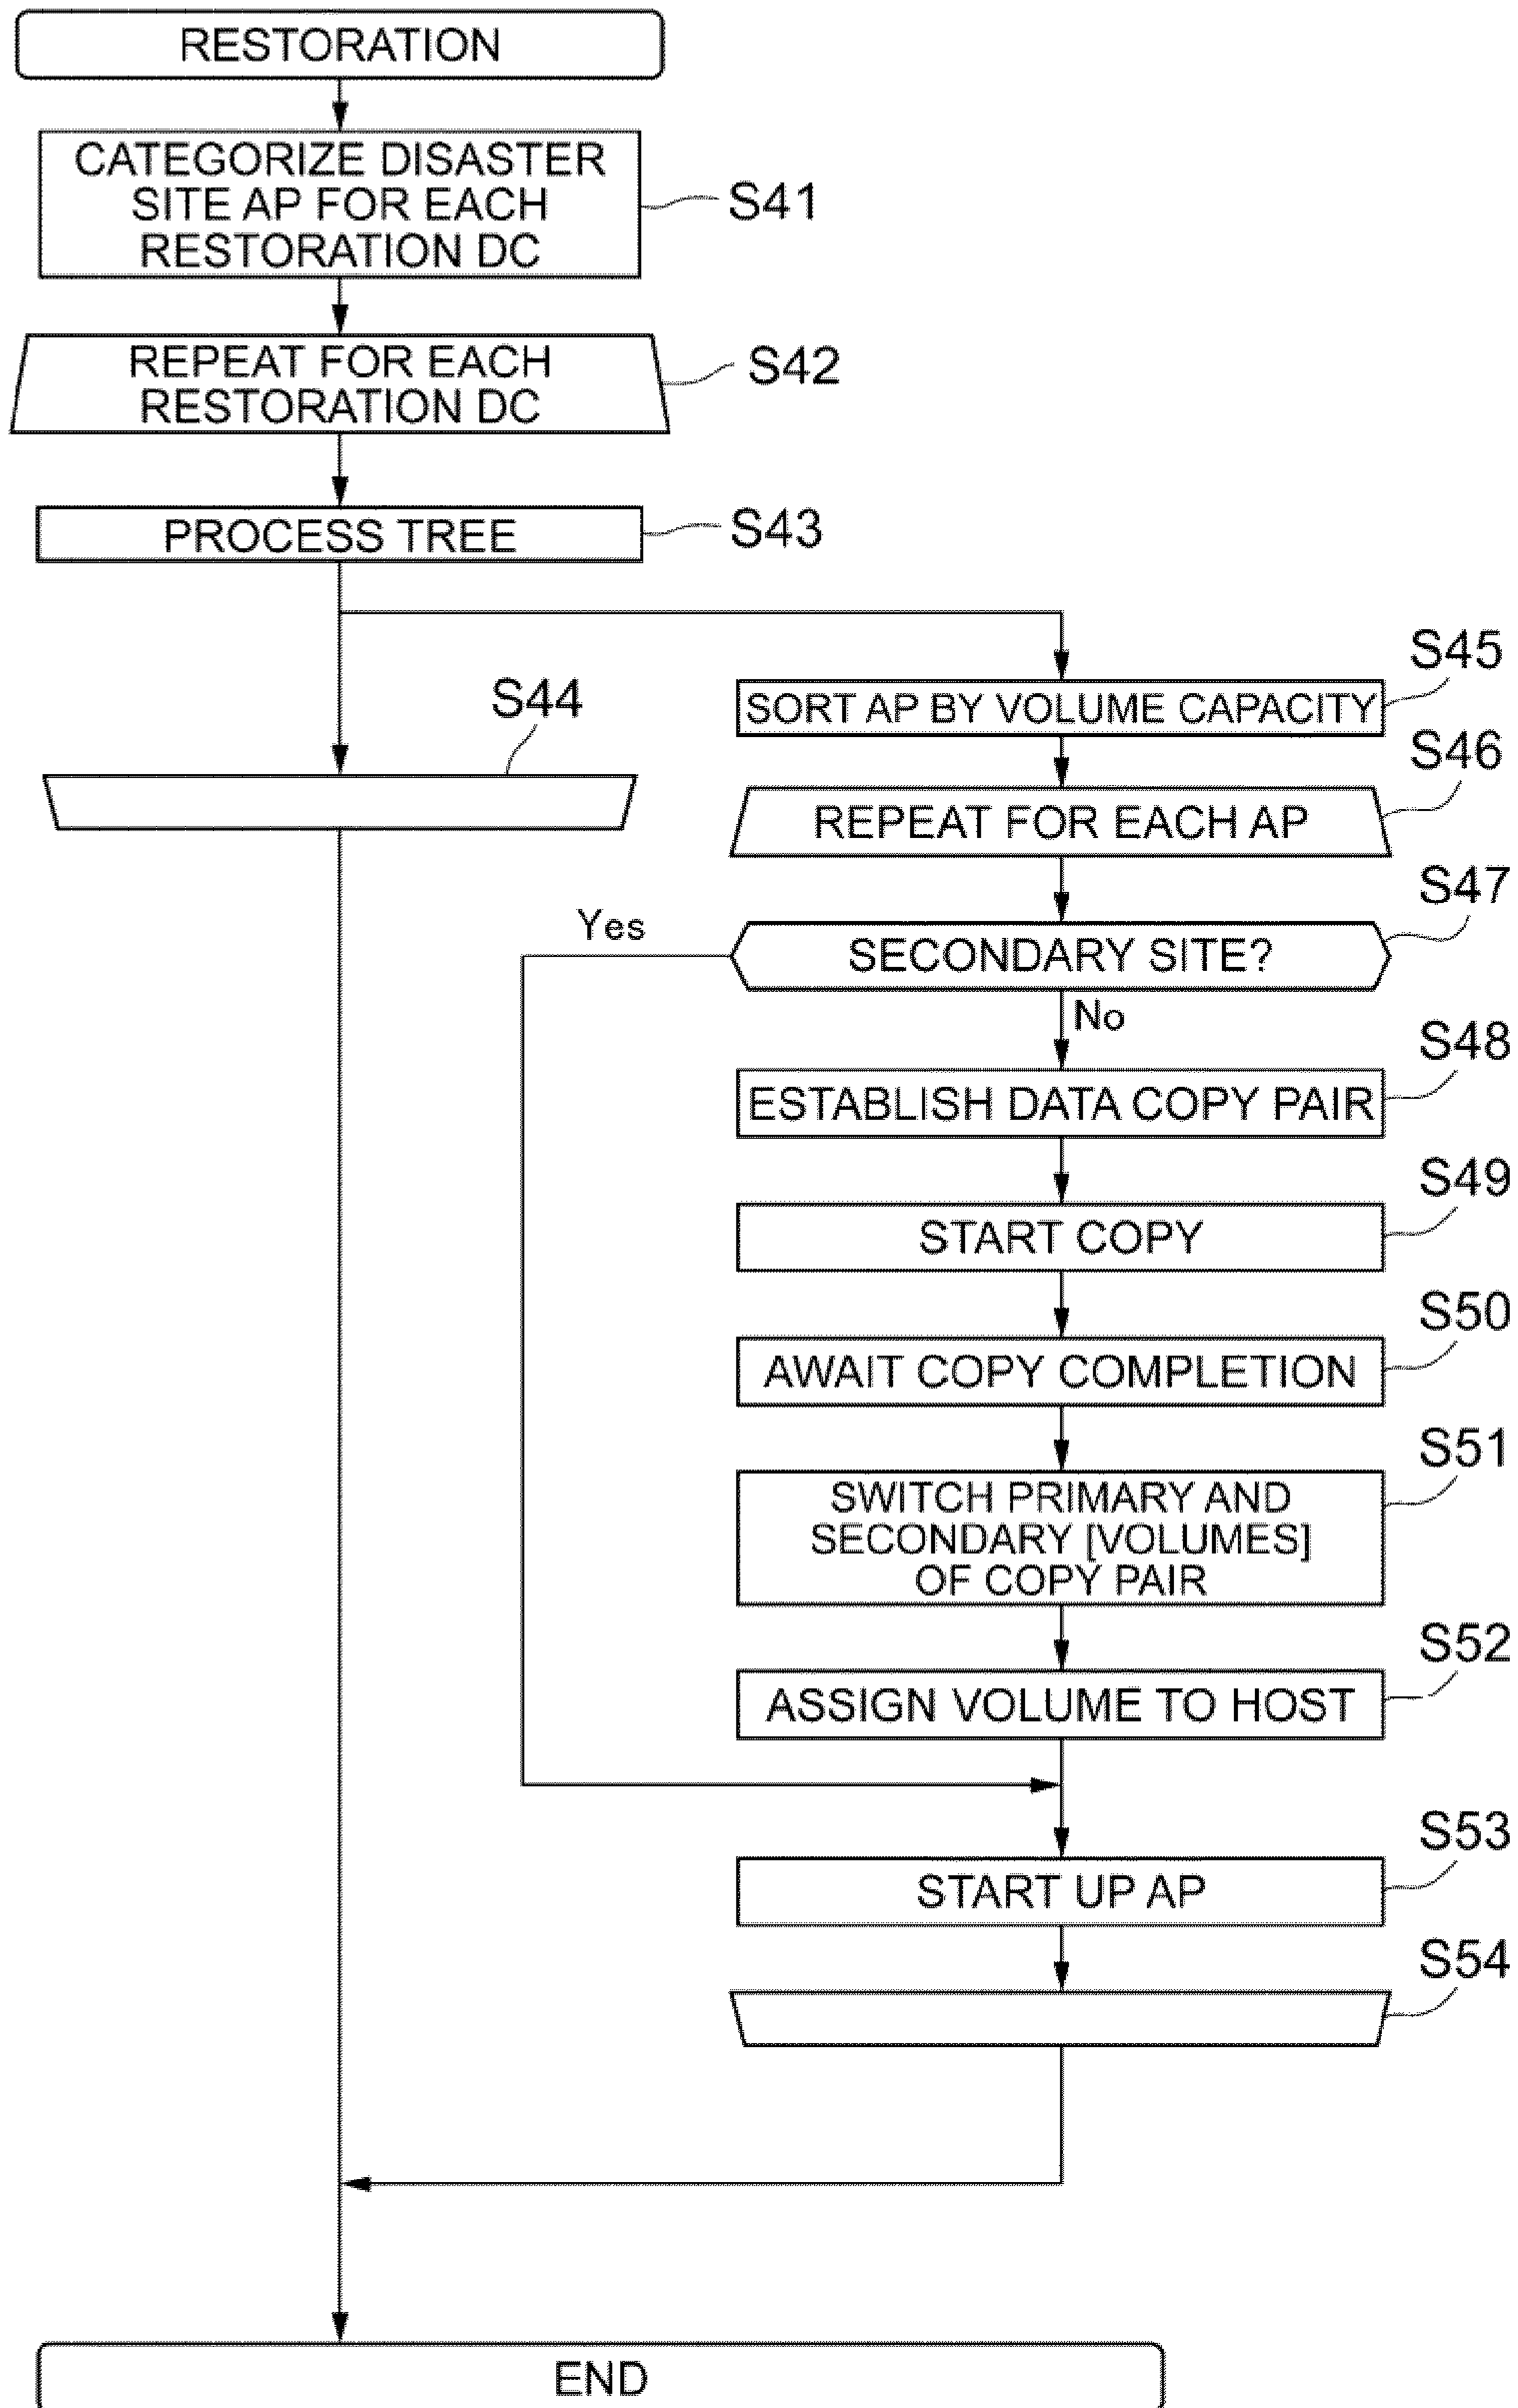 RESTORATION
CATEGORIZE DISASTER
SITE AP FOR EACH
RESTORATION DC
S41
REPEAT FOR EACH
RESTORATION DC
S42
PROCESS TREE
S43
S44
SORT AP BY VOLUME CAPACITY
S45
REPEAT FOR EACH AP
S46
SECONDARY SITE?
S47
Yes
No
ESTABLISH DATA COPY PAIR
S48
START COPY
S49
AWAIT COPY COMPLETION
S50
SWITCH PRIMARY AND
SECONDARY [VOLUMES]
OF COPY PAIR
S51
ASSIGN VOLUME TO HOST
S52
START UP AP
S53
S54
END